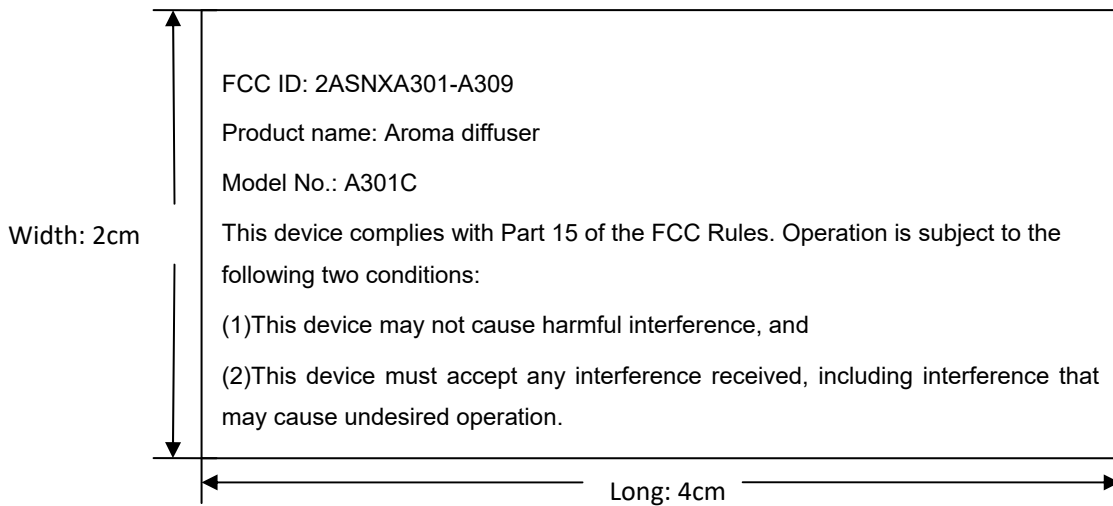 FCC ID: 2ASNXA301-A309
Product name: Aroma diffuser
Model No.: A301C
Width: 2cm
This device complies with Part 15 of the FCC Rules. Operation is subject to the
following two conditions:
(1)This device may not cause harmful interference, and
(2)This device must accept any interference received, including interference that
may cause undesired operation.
Long: 4cm